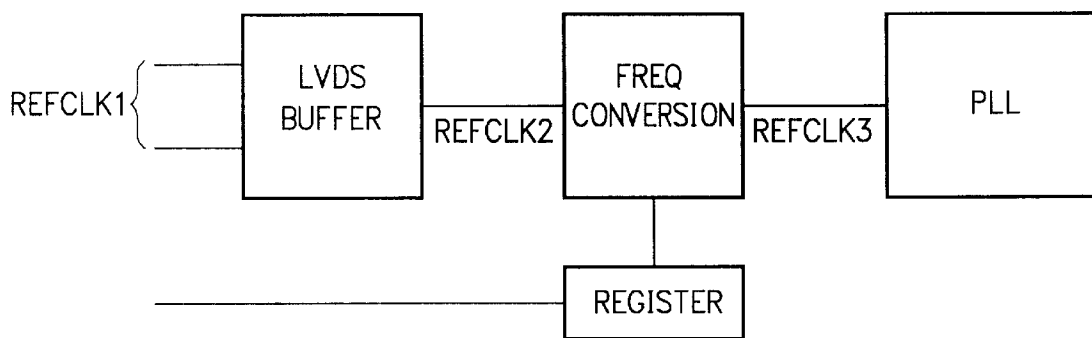 REFCLK1
LVDS
BUFFER
REFCLK2
FREQ
CONVERSION
REFCLK3
PLL
REGISTER